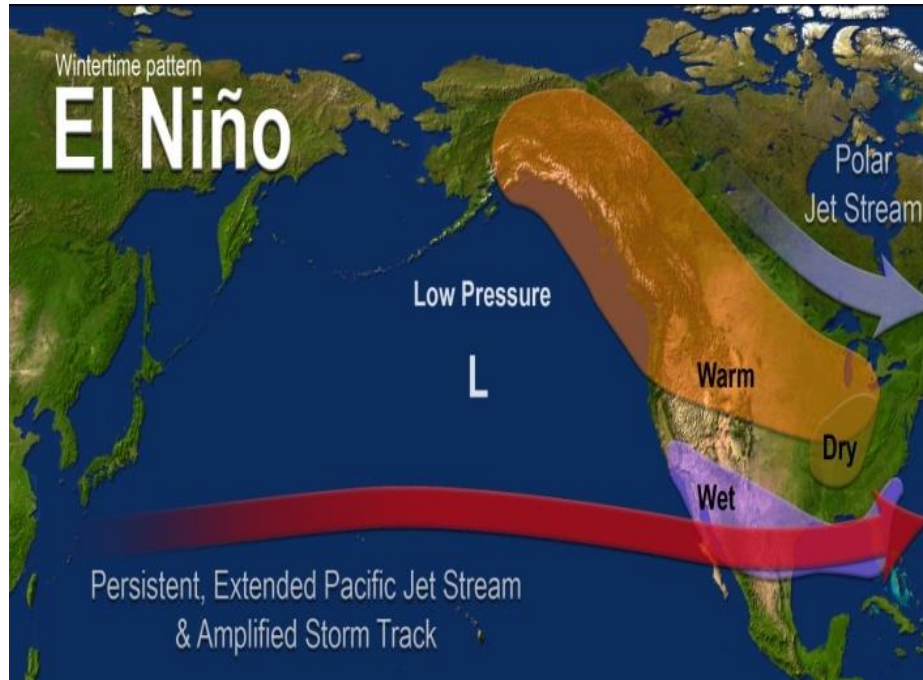 Wintertime pattern
El Niño
Polar
Jet Stream
Low Pressure
L
Warm
Dry
Wet
Persistent, Extended Pacific Jet Stream
& Amplified Storm Track